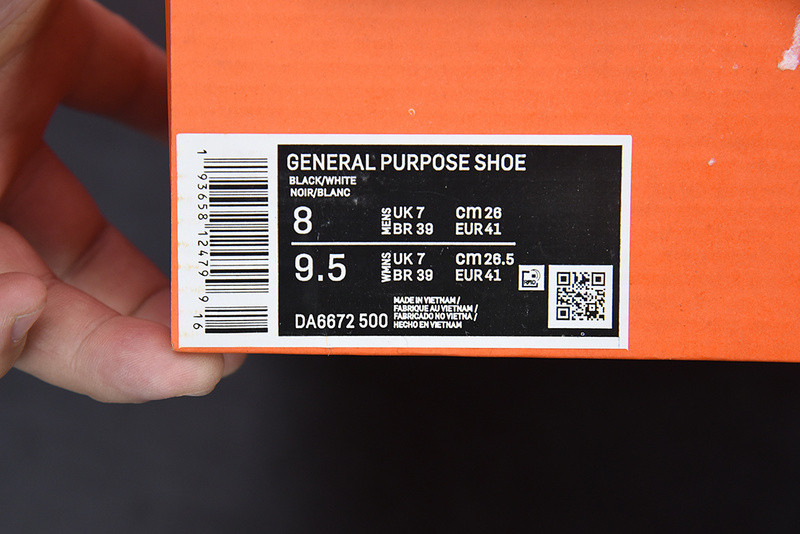 GENERAL PURPOSE SHOE
BLACK/WHITE
NOIR/BLANC
8 MENS UK 7 cm 26
BR 39 EUR 41
9.5 WMNS UK 7 cm 26.5
BR 39 EUR 41
DA6672 500
MADE IN VIETNAM /
FABRIQUE AU VIETNAM /
FABRICADO NO VIETNA /
HECHO EN VIETNAM
1 93658 12479 9 16